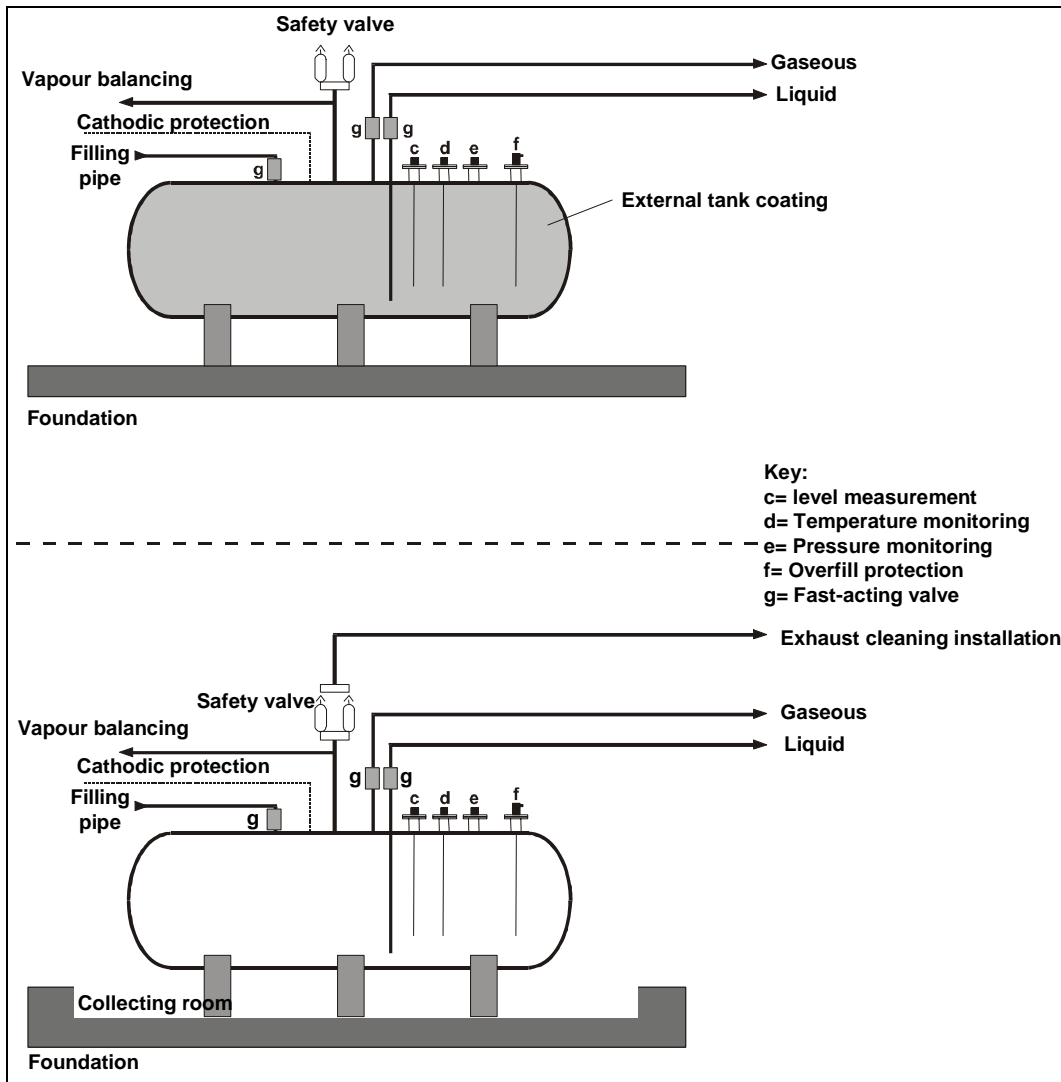 Safety valve
Vapour balancing
Gaseous
Liquid
Cathodic protection
Filling
pipe
g
g
g
c
d
e
f
External tank coating
Foundation
Key:
c= level measurement
d= Temperature monitoring
e= Pressure monitoring
f= Overfill protection
g= Fast-acting valve
Exhaust cleaning installation
Safety valve
Vapour balancing
Gaseous
Liquid
Cathodic protection
Filling
pipe
g
g
g
c
d
e
f
Collecting room
Foundation